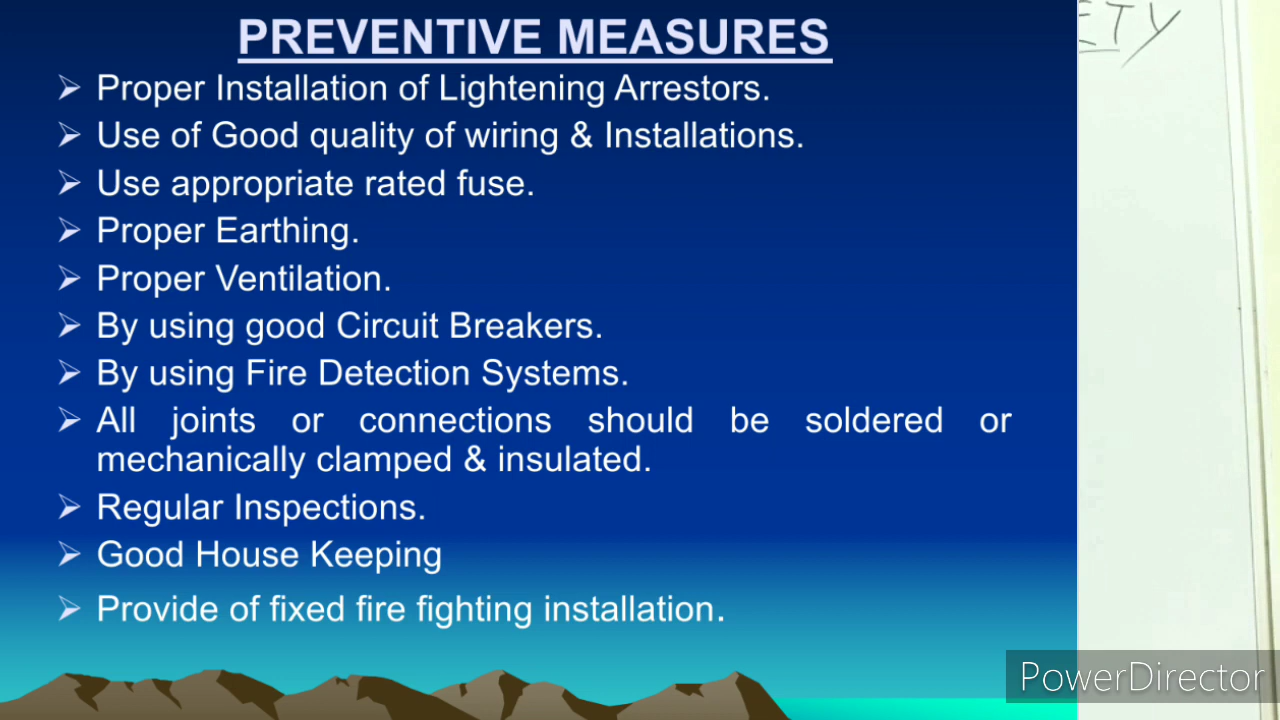 PREVENTIVE MEASURES
ETY
➢ Proper Installation of Lightening Arrestors.
➢ Use of Good quality of wiring & Installations.
➢ Use appropriate rated fuse.
➢ Proper Earthing.
➢ Proper Ventilation.
➢ By using good Circuit Breakers.
➢ By using Fire Detection Systems.
➢ All joints or connections should be soldered or
mechanically clamped & insulated.
➢ Regular Inspections.
➢ Good House Keeping
➢ Provide of fixed fire fighting installation.
PowerDirector